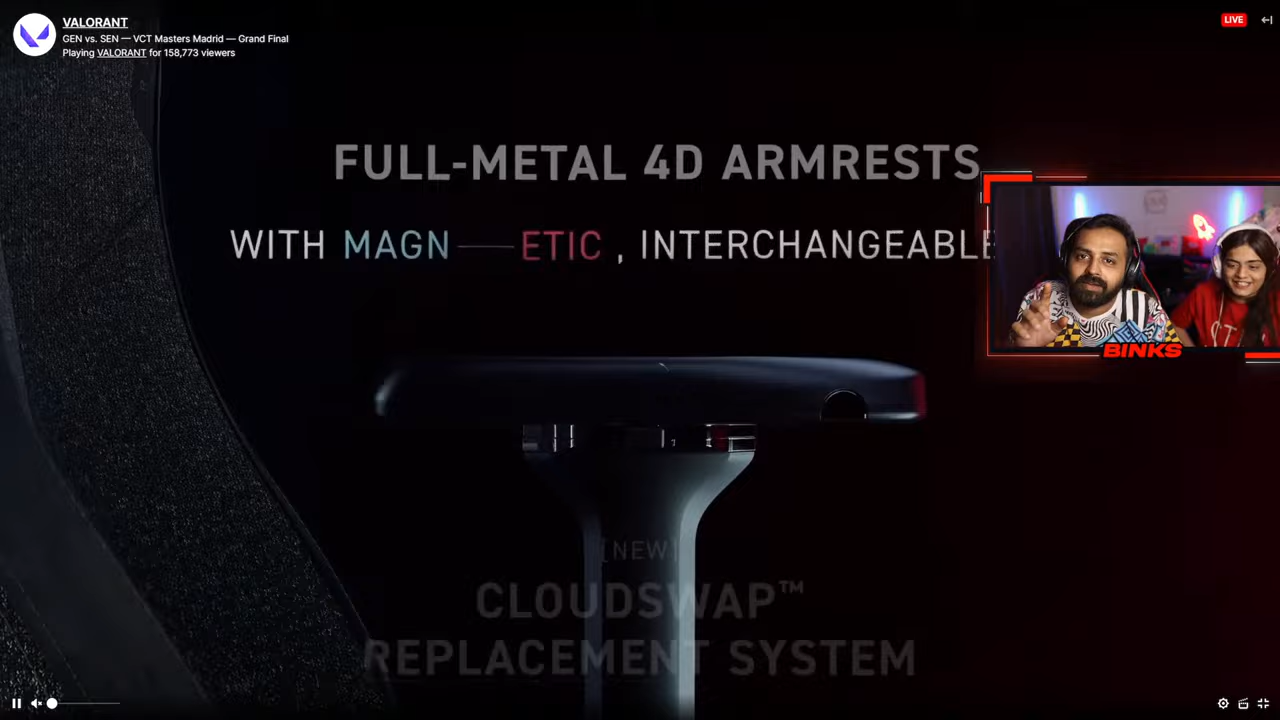 VALORANT
GEN vs. SEN — VCT Masters Madrid — Grand Final
Playing VALORANT for 158,773 viewers
LIVE
FULL-METAL 4D ARMRESTS
WITH MAGN—ETIC , INTERCHANGEABLE
BINKS
[NEW]
CLOUDSWAP™
REPLACEMENT SYSTEM